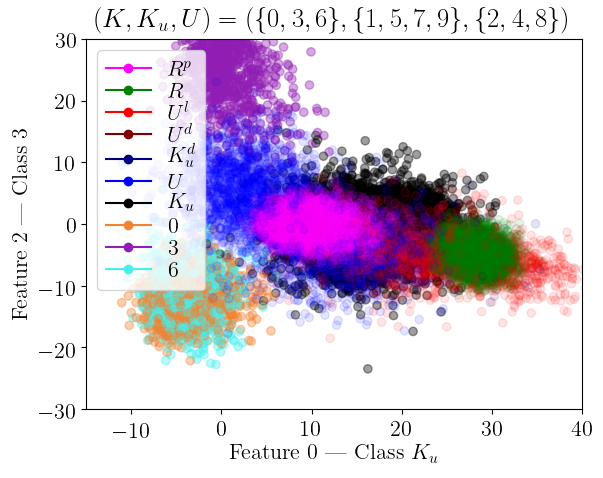 (K, K_u, U) = ({0, 3, 6}, {1, 5, 7, 9}, {2, 4, 8})
30
20
10
0
−10
−20
−30
Feature 2 — Class 3
R^p
R
U^l
U^d
K_u^d
U
K_u
0
3
6
−10 0 10 20 30 40
Feature 0 — Class K_u